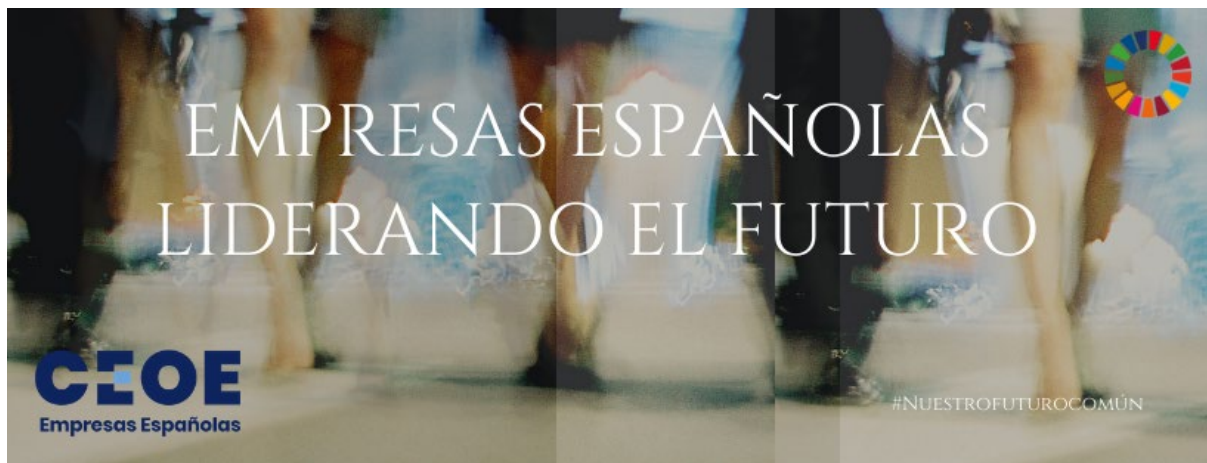 EMPRESAS ESPAÑOLAS
LIDERANDO EL FUTURO
CEOE
Empresas Españolas
#NUESTROFUTUROCOMÚN